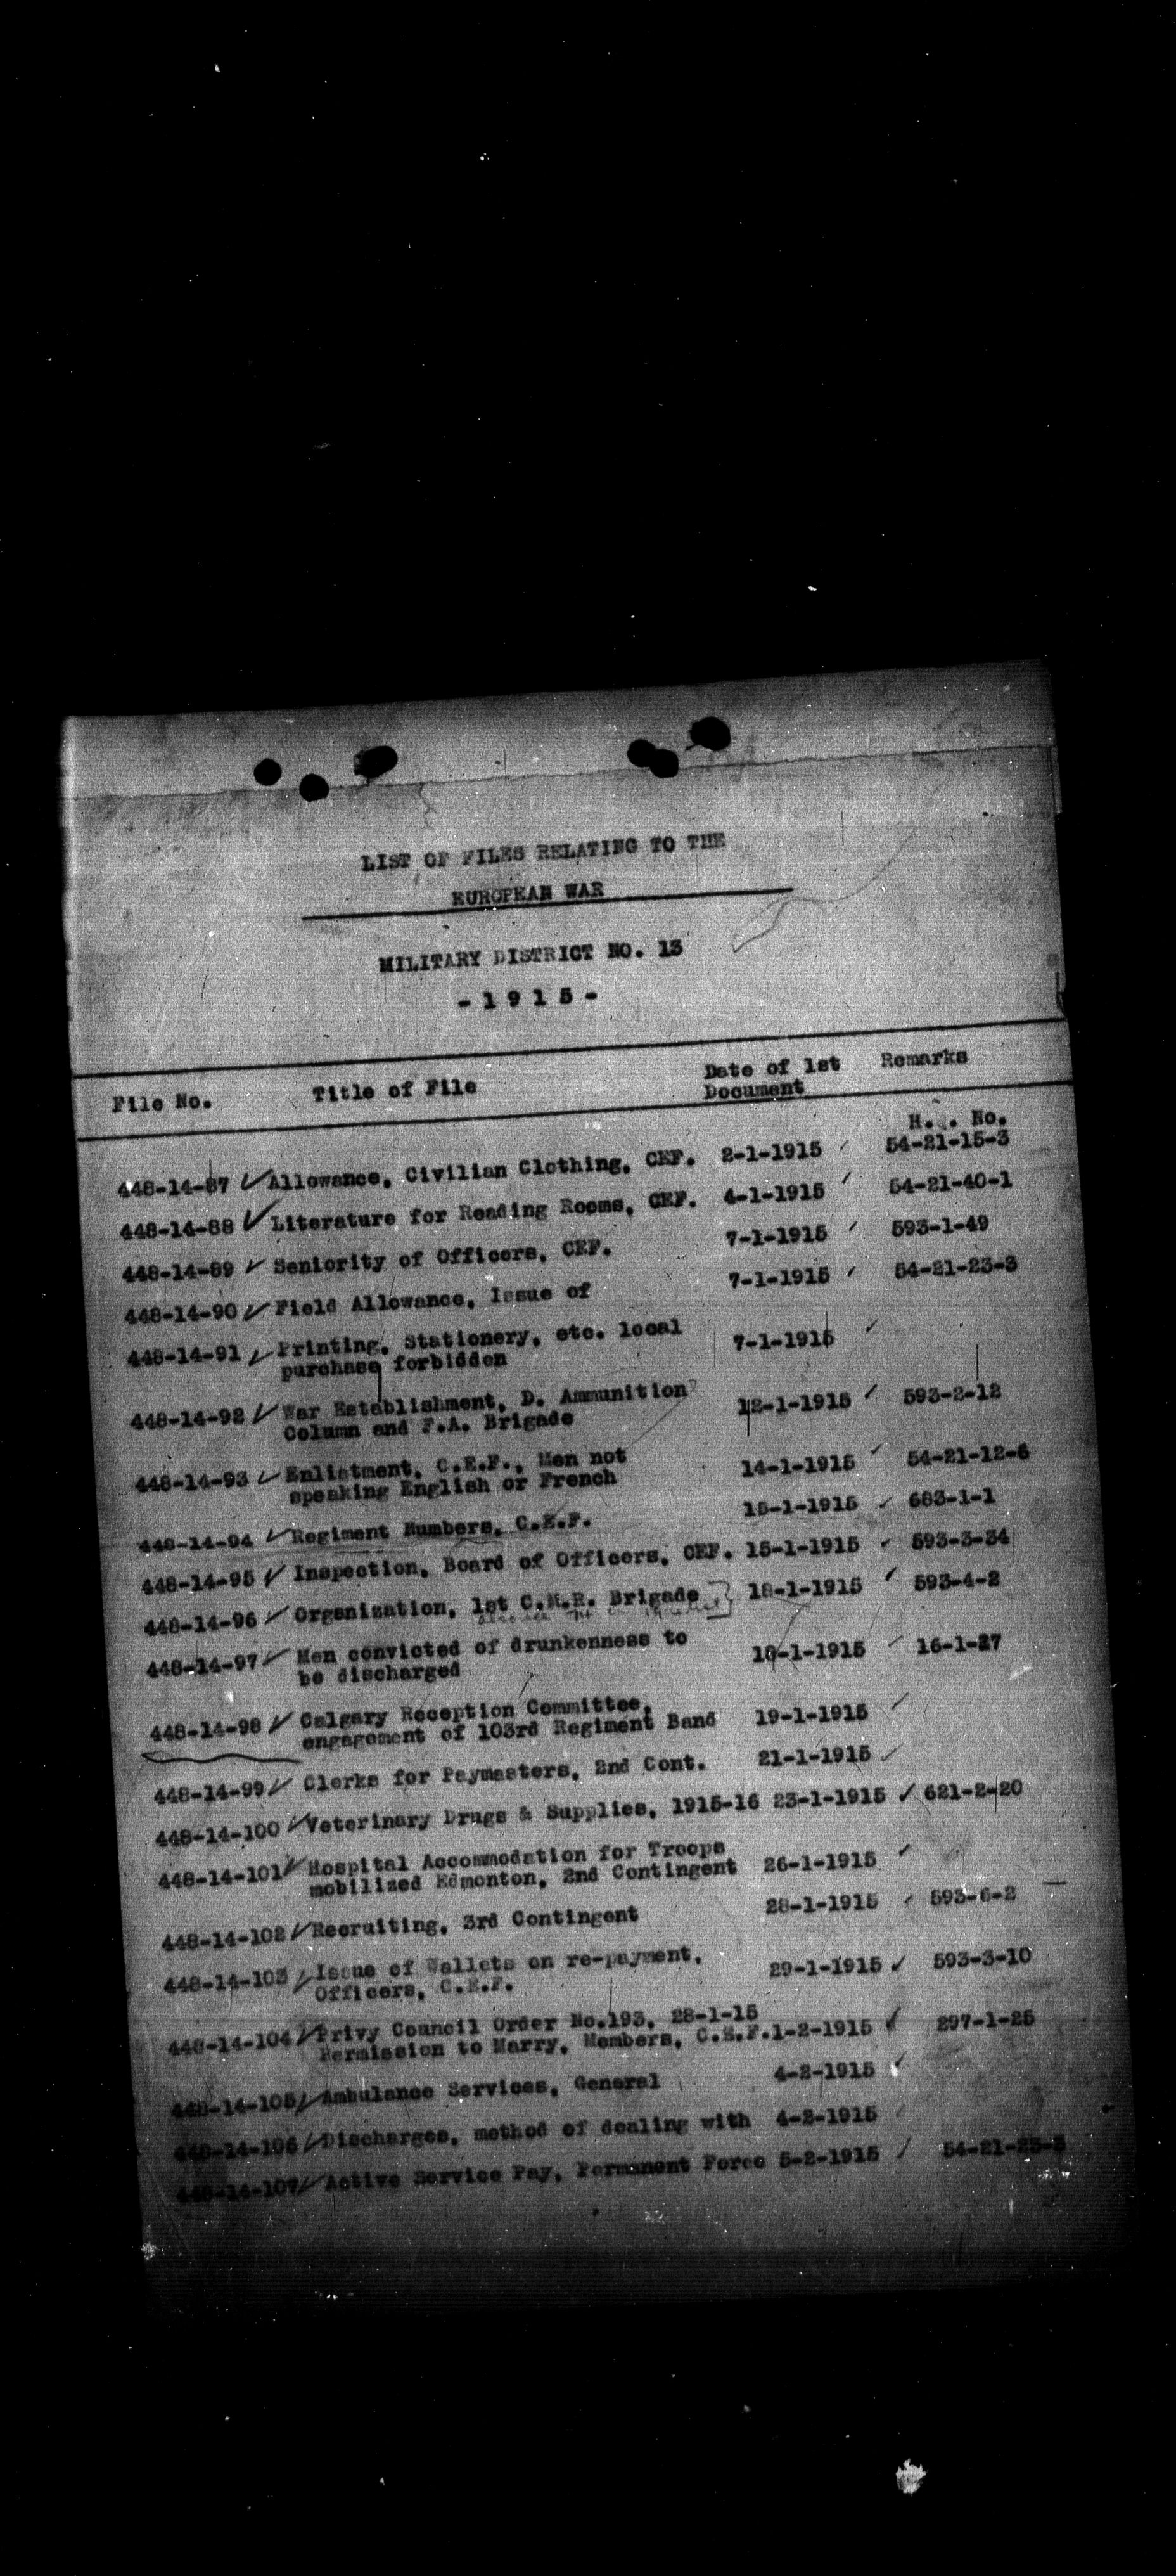 LIST OF FILES RELATING TO THE
EUROPEAN WAR
MILITARY DISTRICT NO. 13
- 1 9 1 5 -
File No. Title of File Date of 1st Document Remarks
H. . No.
448-14-87 ✓ Allowance, Civilian Clothing, CEF. 2-1-1915 ✓ 54-21-15-3
448-14-88 ✓ Literature for Reading Rooms, CEF. 4-1-1915 ✓ 54-21-40-1
448-14-89 ✓ Seniority of Officers, CEF. 7-1-1915 ✓ 593-1-49
448-14-90 ✓ Field Allowance, Issue of 7-1-1915 ✓ 54-21-23-3
448-14-91 ✓ Printing, Stationery, etc. local
purchase forbidden 7-1-1915 ✓
448-14-92 ✓ War Establishment, D. Ammunition
Column and F.A. Brigade 12-1-1915 ✓ 593-2-12
448-14-93 ✓ Enlistment, C.E.F., Men not
speaking English or French 14-1-1915 ✓ 54-21-12-6
448-14-94 ✓ Regiment Numbers, C.E.F. 15-1-1915 ✓ 683-1-1
448-14-95 ✓ Inspection, Board of Officers, CEF. 15-1-1915 ✓ 593-3-34
448-14-96 ✓ Organization, 1st C.M.R. Brigade 18-1-1915 ✓ 593-4-2
448-14-97 ✓ Men convicted of drunkenness to
be discharged 18-1-1915 ✓ 16-1-27
448-14-98 ✓ Calgary Reception Committee,
engagement of 103rd Regiment Band 19-1-1915 ✓
448-14-99 ✓ Clerks for Paymasters, 2nd Cont. 21-1-1915 ✓
448-14-100 ✓ Veterinary Drugs & Supplies, 1915-16 23-1-1915 ✓ 621-2-20
448-14-101 ✓ Hospital Accommodation for Troops
mobilized Edmonton, 2nd Contingent 26-1-1915 ✓
448-14-102 ✓ Recruiting, 3rd Contingent 28-1-1915 ✓ 593-6-2
448-14-103 ✓ Issue of Wallets on re-payment,
Officers, C.E.F. 29-1-1915 ✓ 593-3-10
448-14-104 ✓ Privy Council Order No.193, 28-1-15
Permission to Marry, Members, C.E.F. 1-2-1915 ✓ 297-1-25
448-14-105 ✓ Ambulance Services, General 4-2-1915 ✓
448-14-106 ✓ Discharges, method of dealing with 4-2-1915 ✓
448-14-107 ✓ Active Service Pay, Permanent Force 5-2-1915 ✓ 54-21-23-3